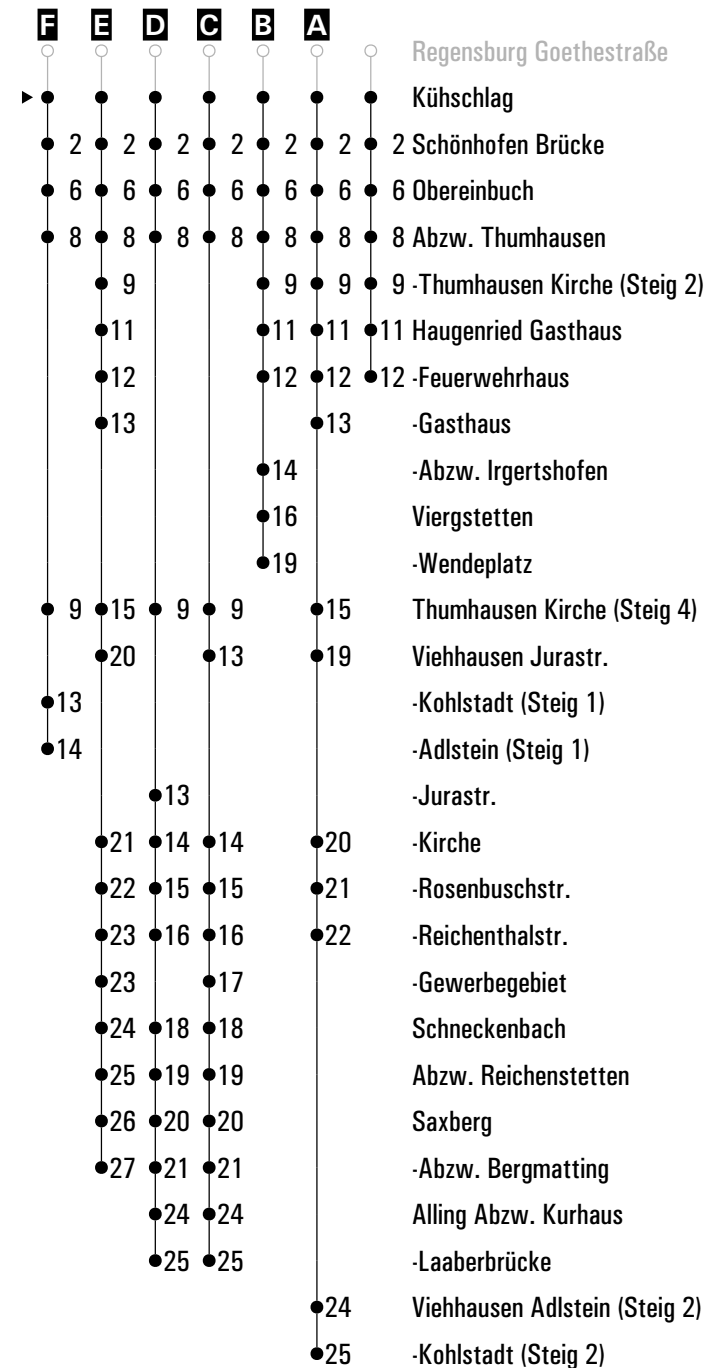 F E D C B A
Regensburg Goethestraße
Kühschlag
2 2 2 2 2 2 2 Schönhofen Brücke
6 6 6 6 6 6 6 Obereinbuch
8 8 8 8 8 8 8 Abzw. Thumhausen
9 9 9 9 -Thumhausen Kirche (Steig 2)
11 11 11 11 Haugenried Gasthaus
12 12 12 12 -Feuerwehrhaus
13 13 -Gasthaus
14 -Abzw. Irgertshofen
16 Viergstetten
19 -Wendeplatz
9 15 9 9 15 Thumhausen Kirche (Steig 4)
20 13 19 Viehhausen Jurastr.
13 -Kohlstadt (Steig 1)
14 -Adlstein (Steig 1)
13 -Jurastr.
21 14 14 20 -Kirche
22 15 15 21 -Rosenbuschstr.
23 16 16 22 -Reichenthalstr.
23 17 -Gewerbegebiet
24 18 18 Schneckenbach
25 19 19 Abzw. Reichenstetten
26 20 20 Saxberg
27 21 21 -Abzw. Bergmatting
24 24 Alling Abzw. Kurhaus
25 25 -Laaberbrücke
24 Viehhausen Adlstein (Steig 2)
25 -Kohlstadt (Steig 2)